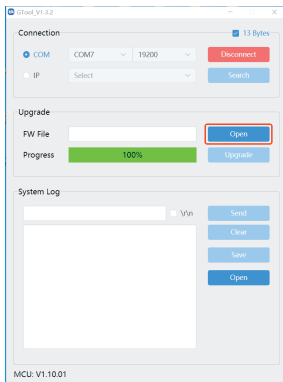 GTool_V1.3.2
Connection
13 Bytes
COM COM7 19200 Disconnect
IP Select Search
Upgrade
FW File Open
Progress 100% Upgrade
System Log
\r\n Send
Clear
Save
Open
MCU: V1.10.01